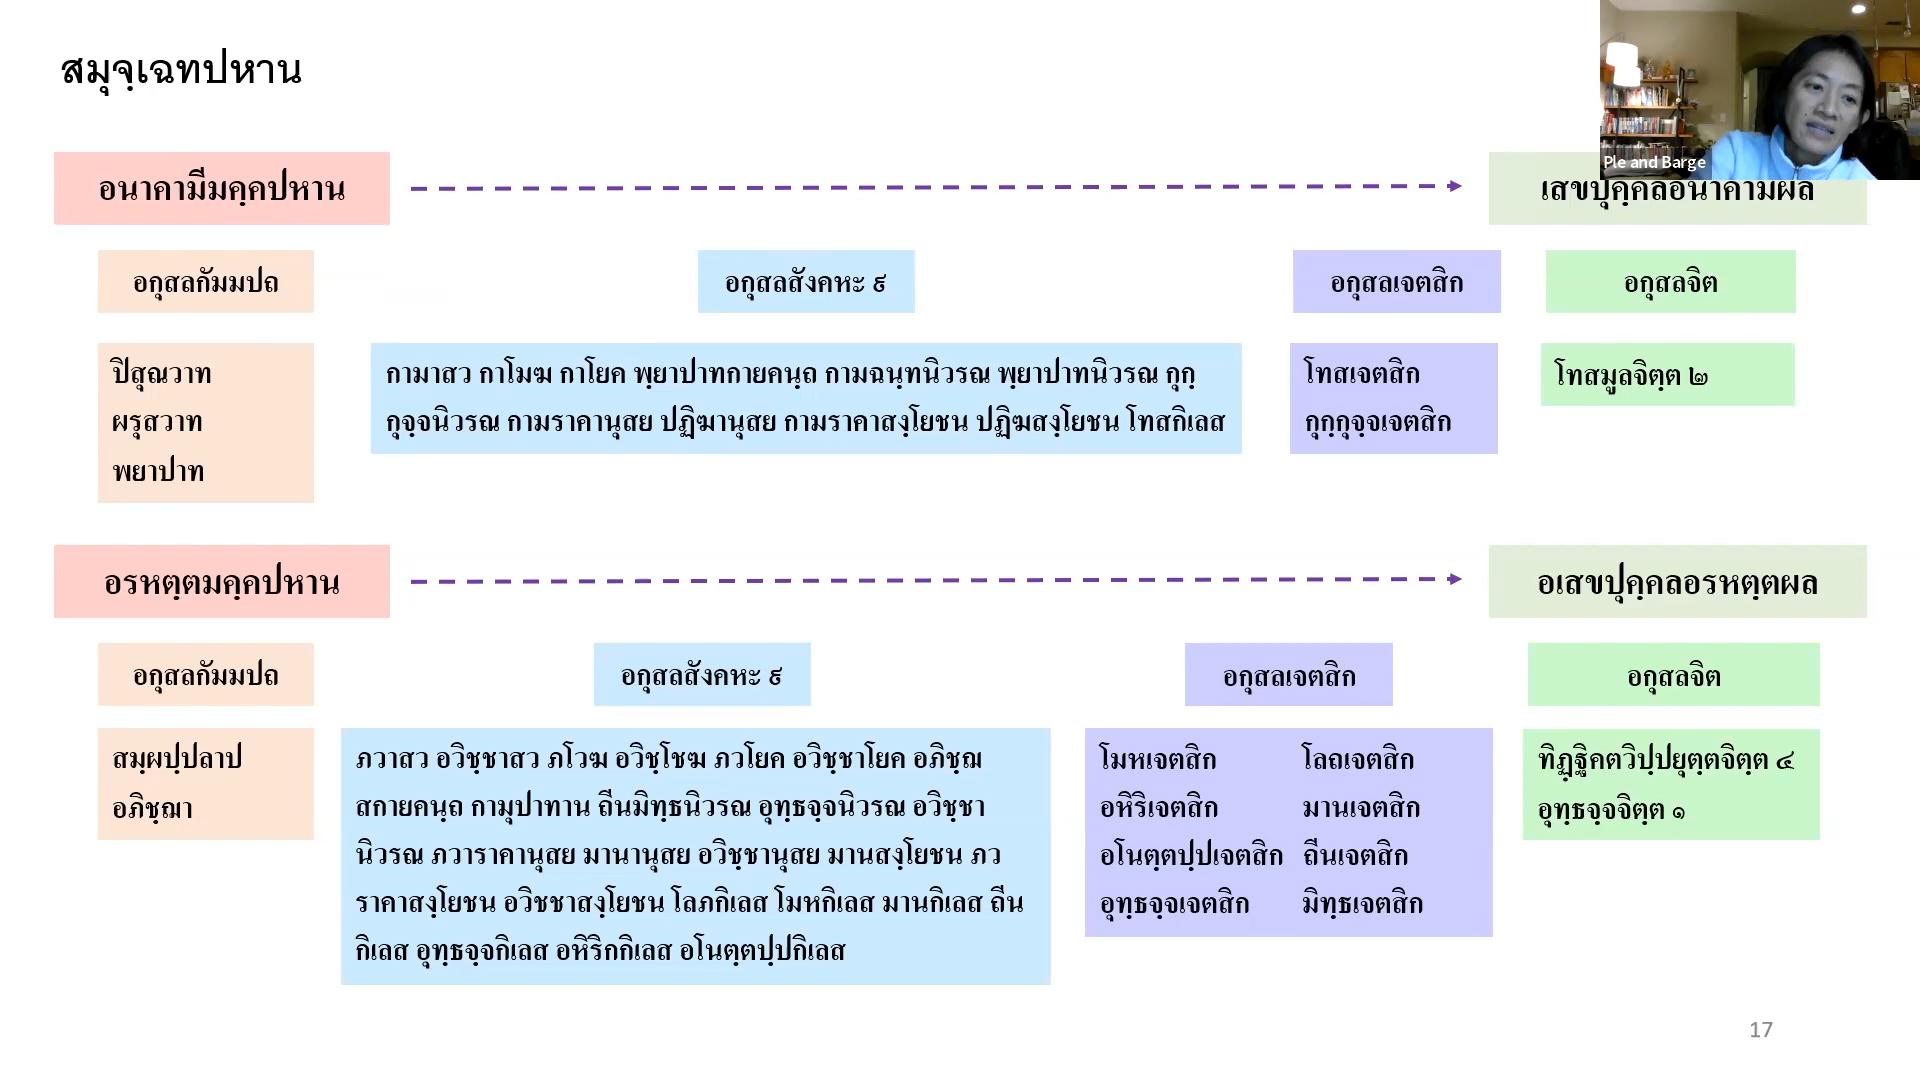 สมุจฺเฉทปหาน
Ple and Barge
อนาคามีมคฺคปหาน
เสขปุคฺคลอนาคามผล
อกุสลกัมมปถ
อกุสลสังคหะ ๙
อกุสลเจตสิก
อกุสลจิต
ปิสุณวาท
ผรุสวาท
พยาปาท
กามาสว กาโมฆ กาโยค พฺยาปาทกายคนฺถ กามฉนฺทนิวรณ พฺยาปาทนิวรณ กุกฺ
กุจฺจนิวรณ กามราคานุสย ปฏิฆานุสย กามราคาสงฺโยชน ปฏิฆสงฺโยชน โทสกิเลส
โทสเจตสิก
กุกฺกุจฺจเจตสิก
โทสมูลจิตฺต ๒
อรหตฺตมคฺคปหาน
อเสขปุคฺคลอรหตฺตผล
อกุสลกัมมปถ
อกุสลสังคหะ ๙
อกุสลเจตสิก
อกุสลจิต
สมฺผปฺปลาป
อภิชฺฌา
ภวาสว อวิชฺชาสว ภโวฆ อวิชฺโชฆ ภวโยค อวิชฺชาโยค อภิชฺฌ
สกายคนฺถ กามุปาทาน ถีนมิทฺธนิวรณ อุทฺธจฺจนิวรณ อวิชฺชา
นิวรณ ภวาราคานุสย มานานุสย อวิชฺชานุสย มานสงฺโยชน ภว
ราคาสงฺโยชน อวิชชาสงฺโยชน โลภกิเลส โมหกิเลส มานกิเลส ถีน
กิเลส อุทฺธจฺจกิเลส อหิริกกิเลส อโนตฺตปฺปกิเลส
โมหเจตสิก โลถเจตสิก
อหิริเจตสิก มานเจตสิก
อโนตฺตปฺปเจตสิก ถีนเจตสิก
อุทฺธจฺจเจตสิก มิทฺธเจตสิก
ทิฏฺฐิคตวิปฺปยุตฺตจิตฺต ๔
อุทฺธจฺจจิตฺต ๑
17